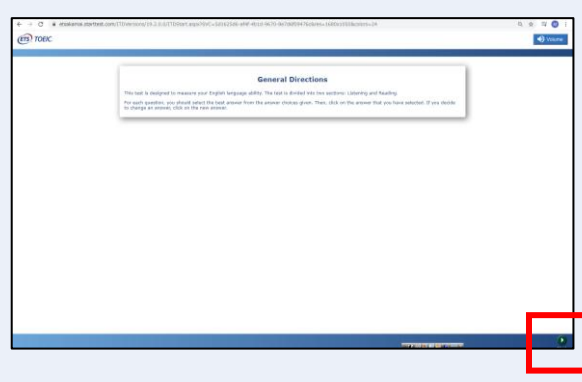 ETS TOEIC
Volume
General Directions
This test is designed to measure your English language ability. The test is divided into two sections: Listening and Reading.
For each question, you should select the best answer from the answer choices given. Then, click on the answer that you have selected. If you decide
to change an answer, click on the new answer.